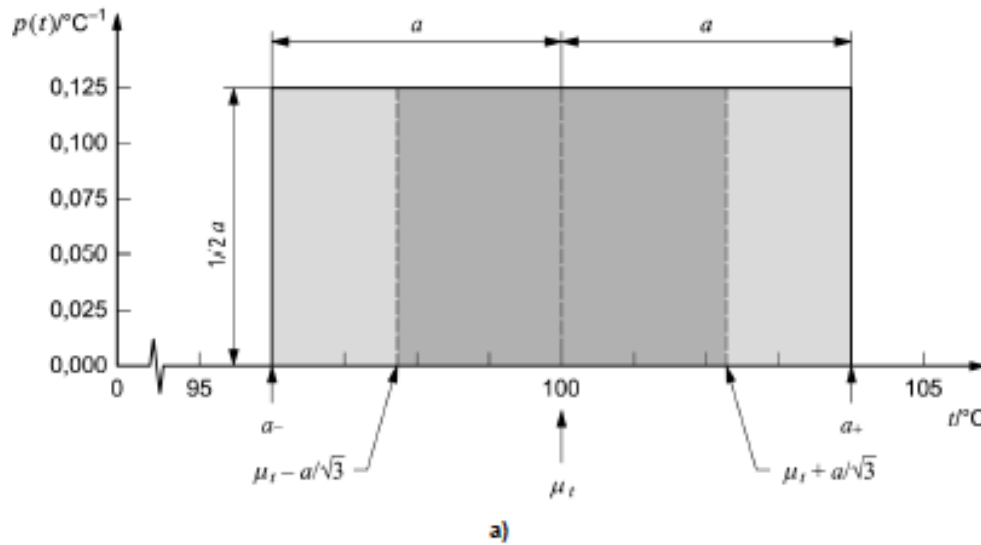 p(t)/°C⁻¹
a
a
0,125
0,100
0,075
0,050
0,025
0,000
1/2 a
0
95
100
105
t/°C
a₋
a₊
μₜ − a/√3
μₜ + a/√3
μₜ
a)